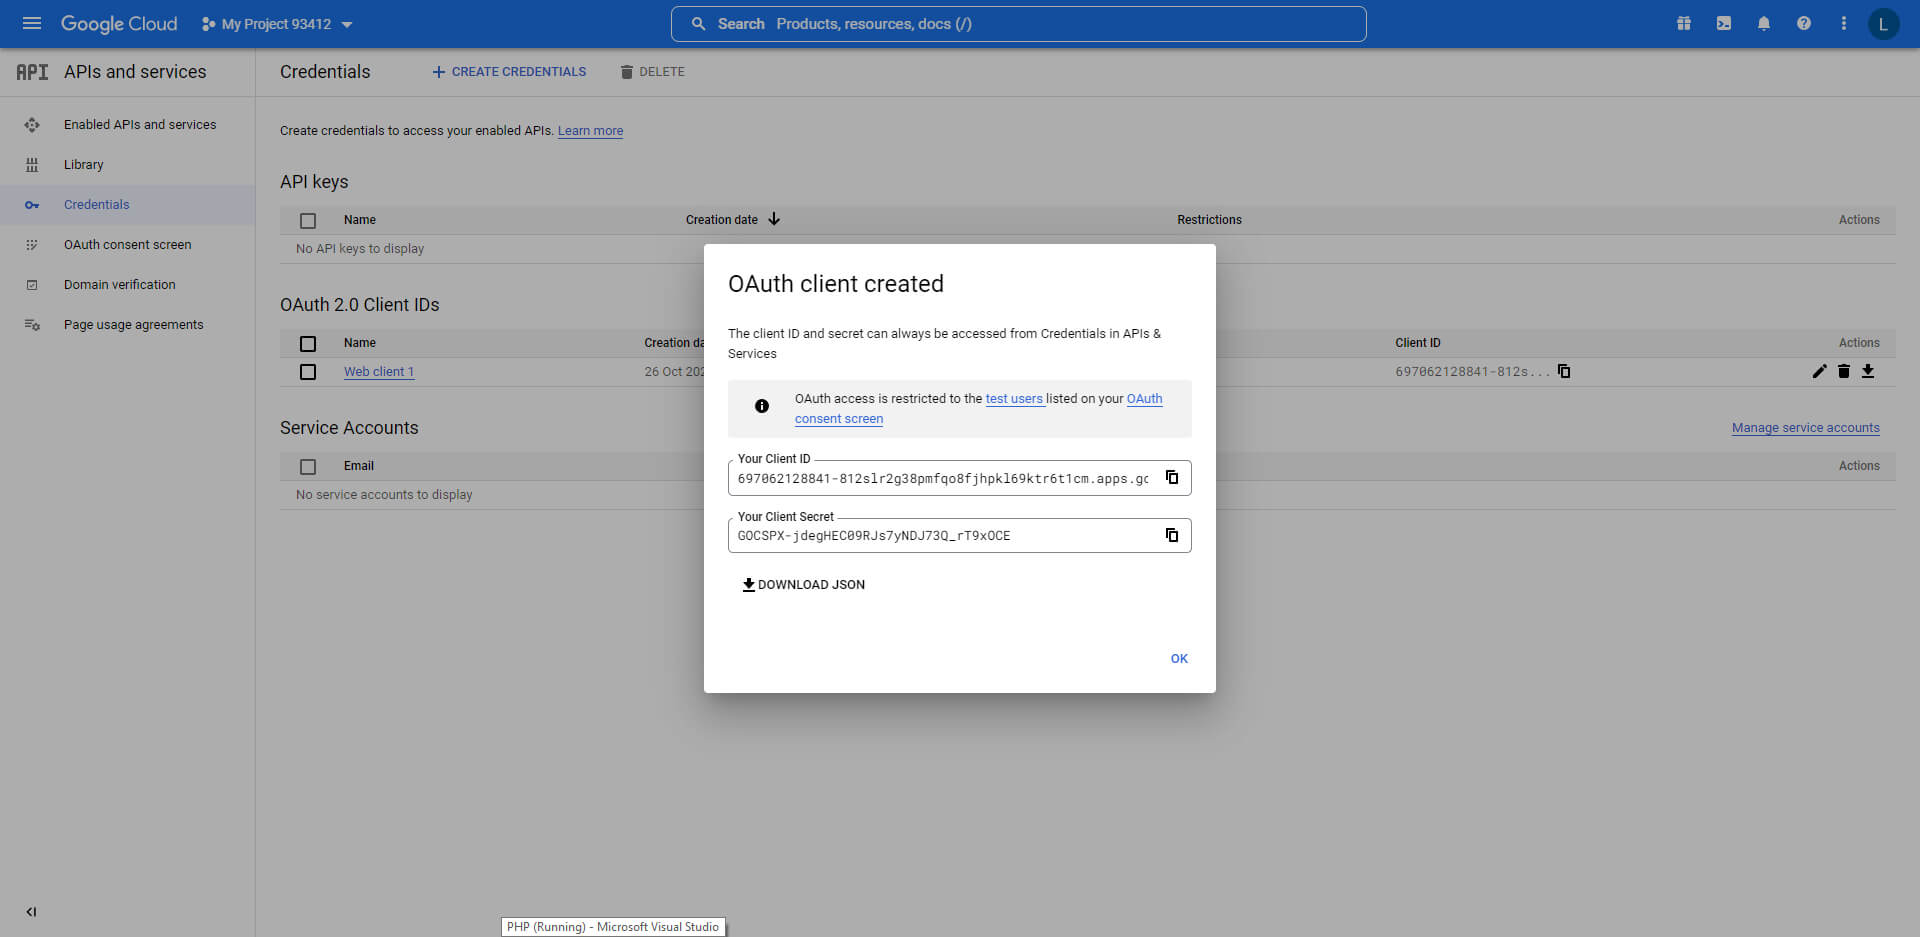 Google Cloud
My Project 93412
Search Products, resources, docs (/)
L
API APIs and services
Credentials
CREATE CREDENTIALS
DELETE
Enabled APIs and services
Library
Credentials
OAuth consent screen
Domain verification
Page usage agreements
Create credentials to access your enabled APIs. Learn more
API keys
Name Creation date Restrictions Actions
No API keys to display
OAuth 2.0 Client IDs
Name Creation da Client ID Actions
Web client 1 26 Oct 202 697062128841-812s...
Service Accounts
Manage service accounts
Email Actions
No service accounts to display
OAuth client created
The client ID and secret can always be accessed from Credentials in APIs &
Services
OAuth access is restricted to the test users listed on your OAuth
consent screen
Your Client ID
697062128841-812slr2g38pmfqo8fjhpkl69ktr6t1cm.apps.go
Your Client Secret
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
DOWNLOAD JSON
OK
PHP (Running) - Microsoft Visual Studio